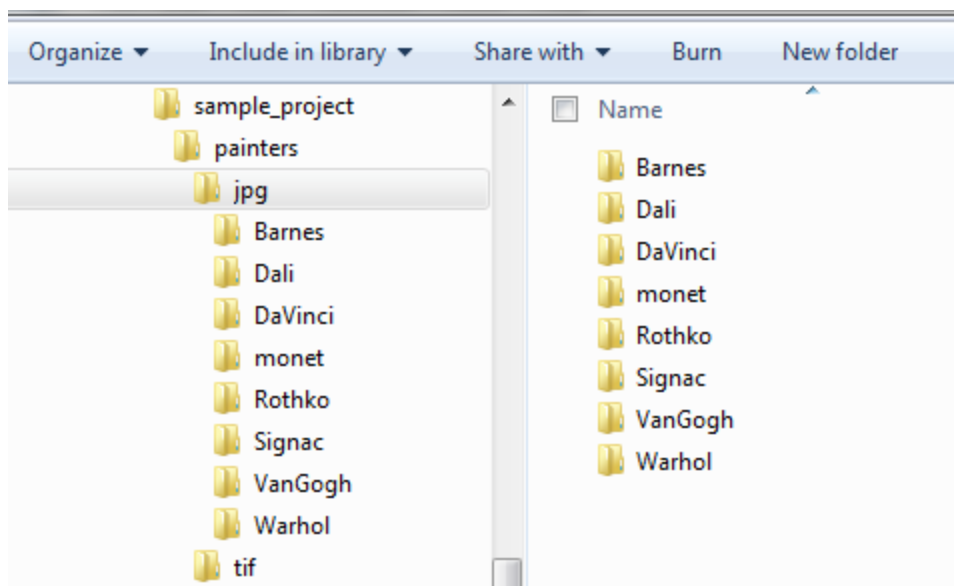 Organize Include in library Share with Burn New folder
sample_project
painters
jpg
Barnes
Dali
DaVinci
monet
Rothko
Signac
VanGogh
Warhol
tif
Name
Barnes
Dali
DaVinci
monet
Rothko
Signac
VanGogh
Warhol